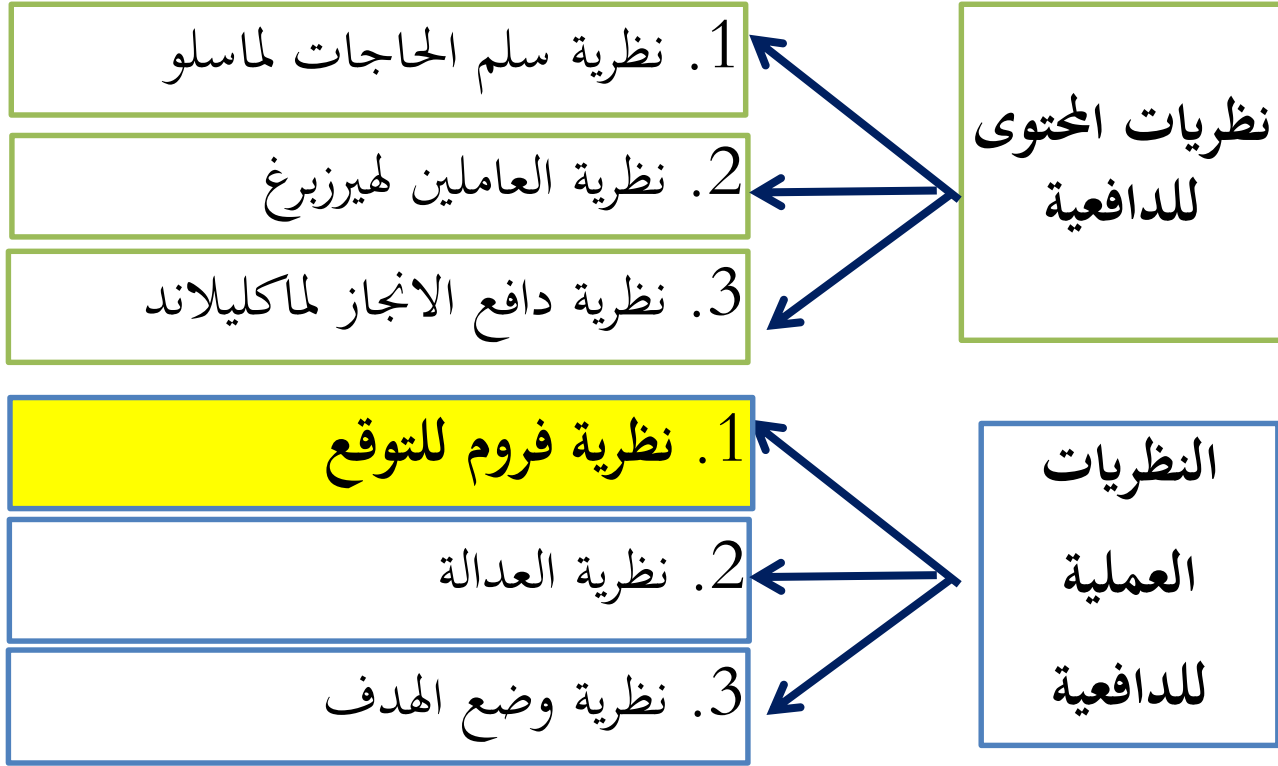 نظريات المحتوى
للدافعية
1. نظرية سلم الحاجات لماسلو
2. نظرية العاملين لهيرزبرغ
3. نظرية دافع الانجاز لماكليلاند
النظريات
العملية
للدافعية
1. نظرية فروم للتوقع
2. نظرية العدالة
3. نظرية وضع الهدف